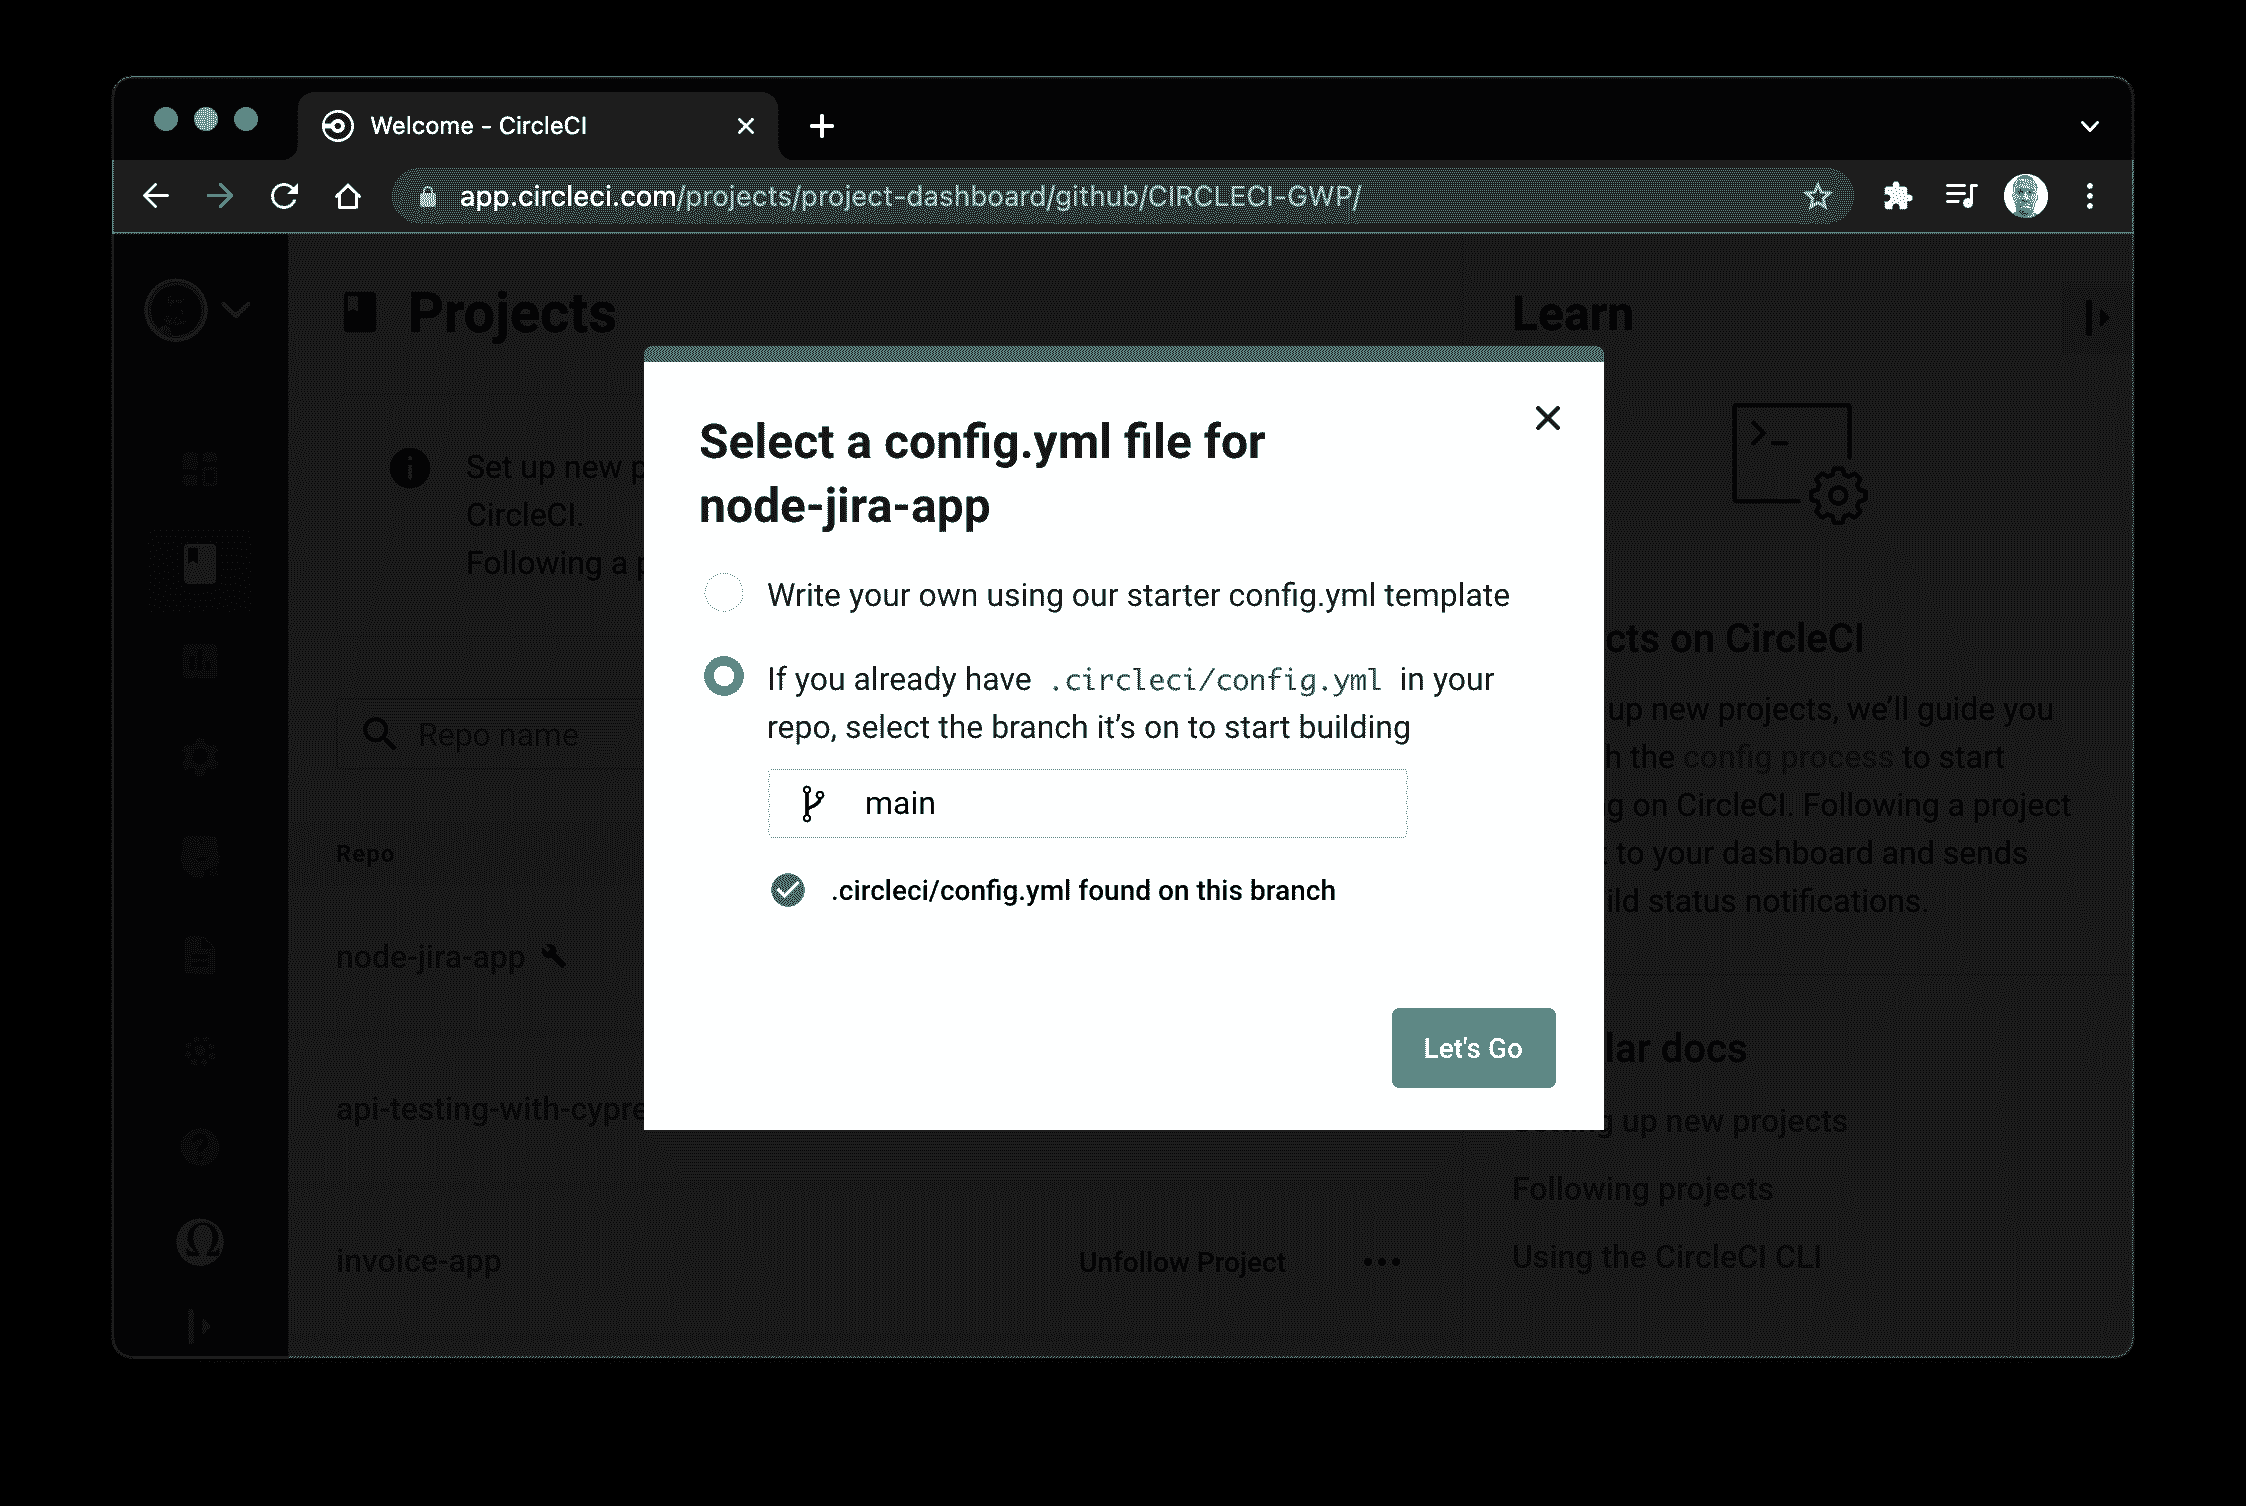 Welcome - CircleCI
app.circleci.com/projects/project-dashboard/github/CIRCLECI-GWP/
Projects
Learn
Set up new p
CircleCI.
Following a p
Select a config.yml file for
node-jira-app
Write your own using our starter config.yml template
If you already have .circleci/config.yml in your
repo, select the branch it's on to start building
main
.circleci/config.yml found on this branch
Let's Go
Repo name
Repo
node-jira-app
api-testing-with-cypre
invoice-app
Unfollow Project
cts on CircleCI
up new projects, we'll guide you
h the config process to start
g on CircleCI. Following a project
to your dashboard and sends
ild status notifications.
lar docs
up new projects
Following projects
Using the CircleCI CLI